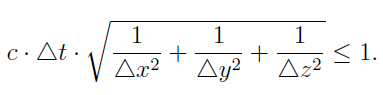 c · △t · √(1/△x² + 1/△y² + 1/△z²) ≤ 1.